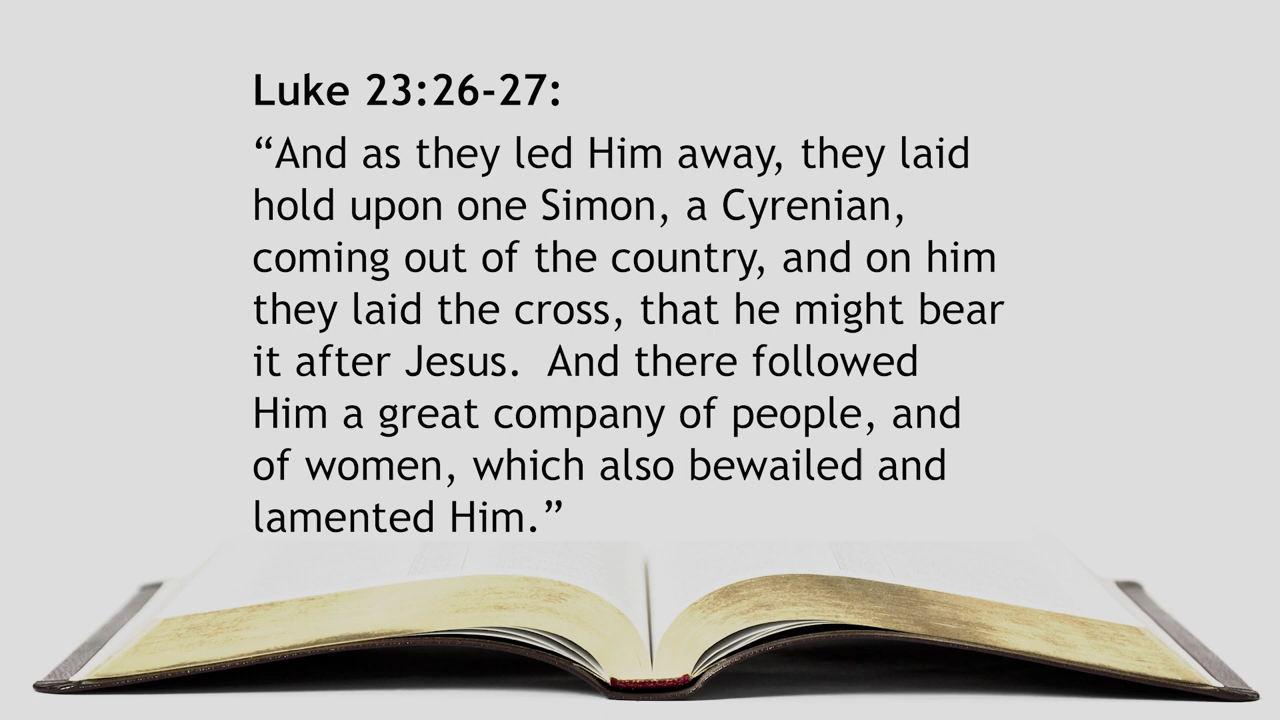 Luke 23:26-27:
“And as they led Him away, they laid
hold upon one Simon, a Cyrenian,
coming out of the country, and on him
they laid the cross, that he might bear
it after Jesus.  And there followed
Him a great company of people, and
of women, which also bewailed and
lamented Him.”